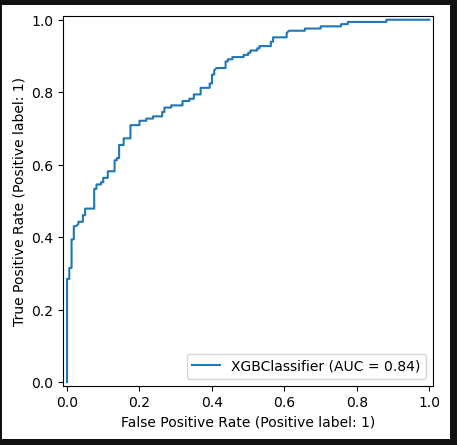 True Positive Rate (Positive label: 1)
1.0
0.8
0.6
0.4
0.2
0.0
XGBClassifier (AUC = 0.84)
0.0 0.2 0.4 0.6 0.8 1.0
False Positive Rate (Positive label: 1)